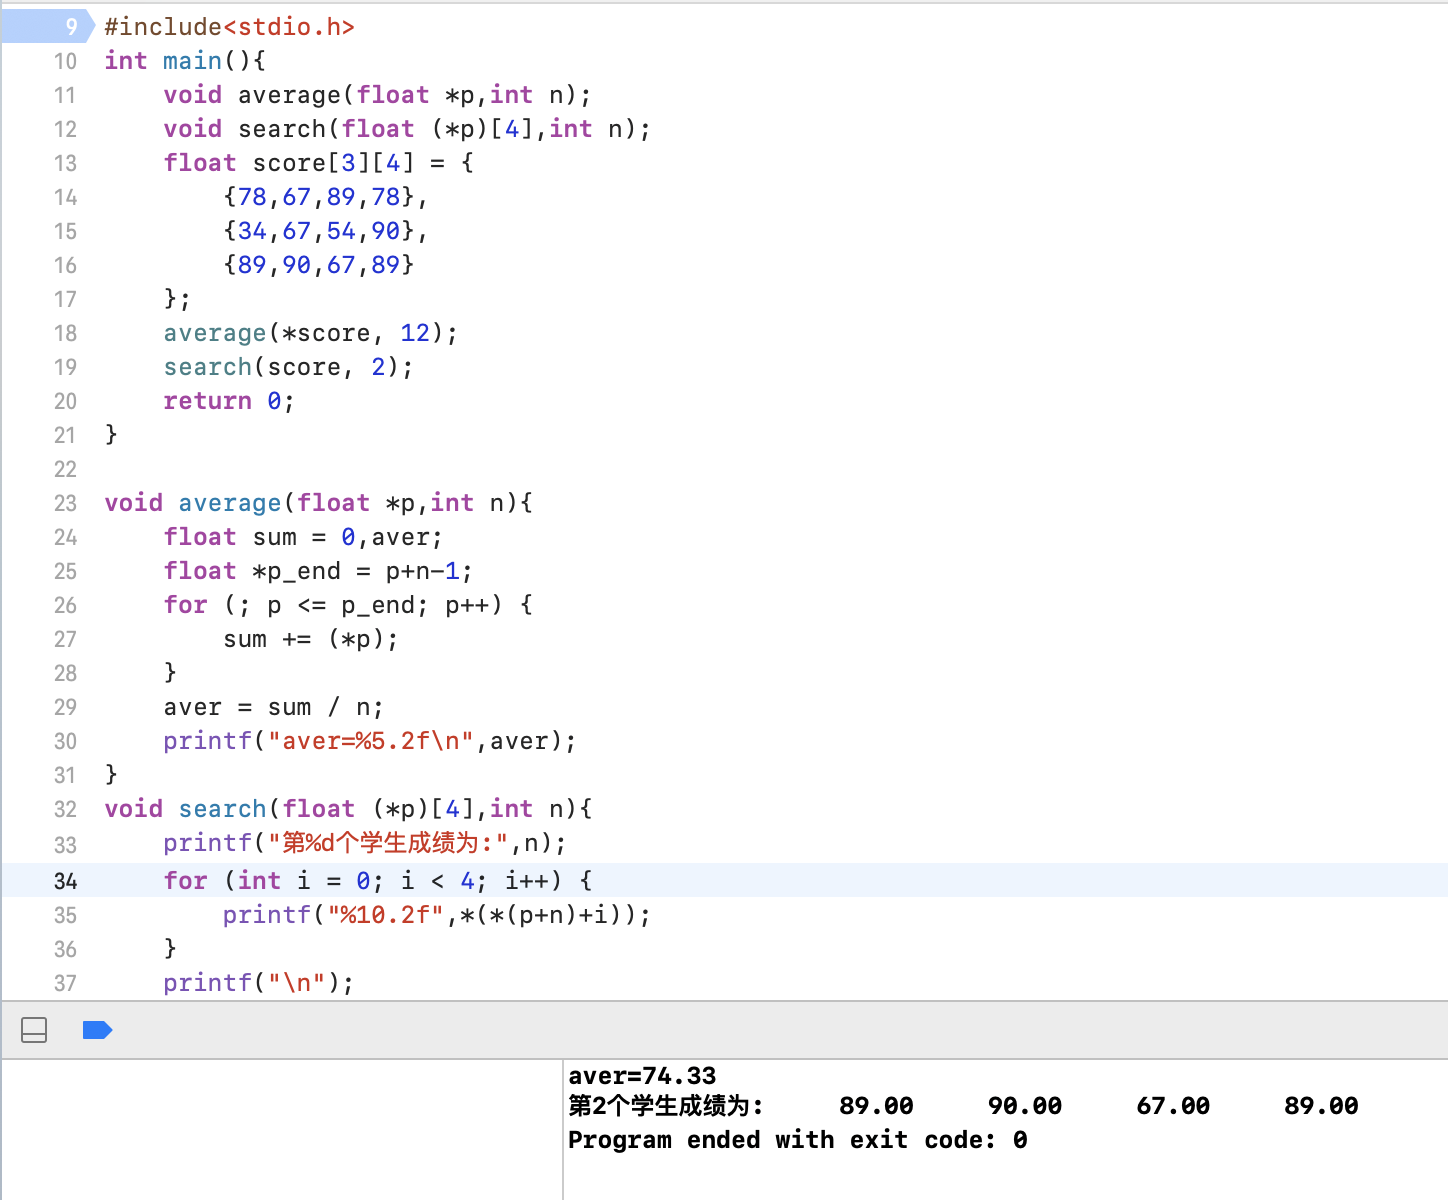 9 #include<stdio.h>
10 int main(){
11     void average(float *p,int n);
12     void search(float (*p)[4],int n);
13     float score[3][4] = {
14         {78,67,89,78},
15         {34,67,54,90},
16         {89,90,67,89}
17     };
18     average(*score, 12);
19     search(score, 2);
20     return 0;
21 }
22
23 void average(float *p,int n){
24     float sum = 0,aver;
25     float *p_end = p+n-1;
26     for (; p <= p_end; p++) {
27         sum += (*p);
28     }
29     aver = sum / n;
30     printf("aver=%5.2f\n",aver);
31 }
32 void search(float (*p)[4],int n){
33     printf("第%d个学生成绩为:",n);
34     for (int i = 0; i < 4; i++) {
35         printf("%10.2f",*(*(p+n)+i));
36     }
37     printf("\n");
aver=74.33
第2个学生成绩为:     89.00     90.00     67.00     89.00
Program ended with exit code: 0